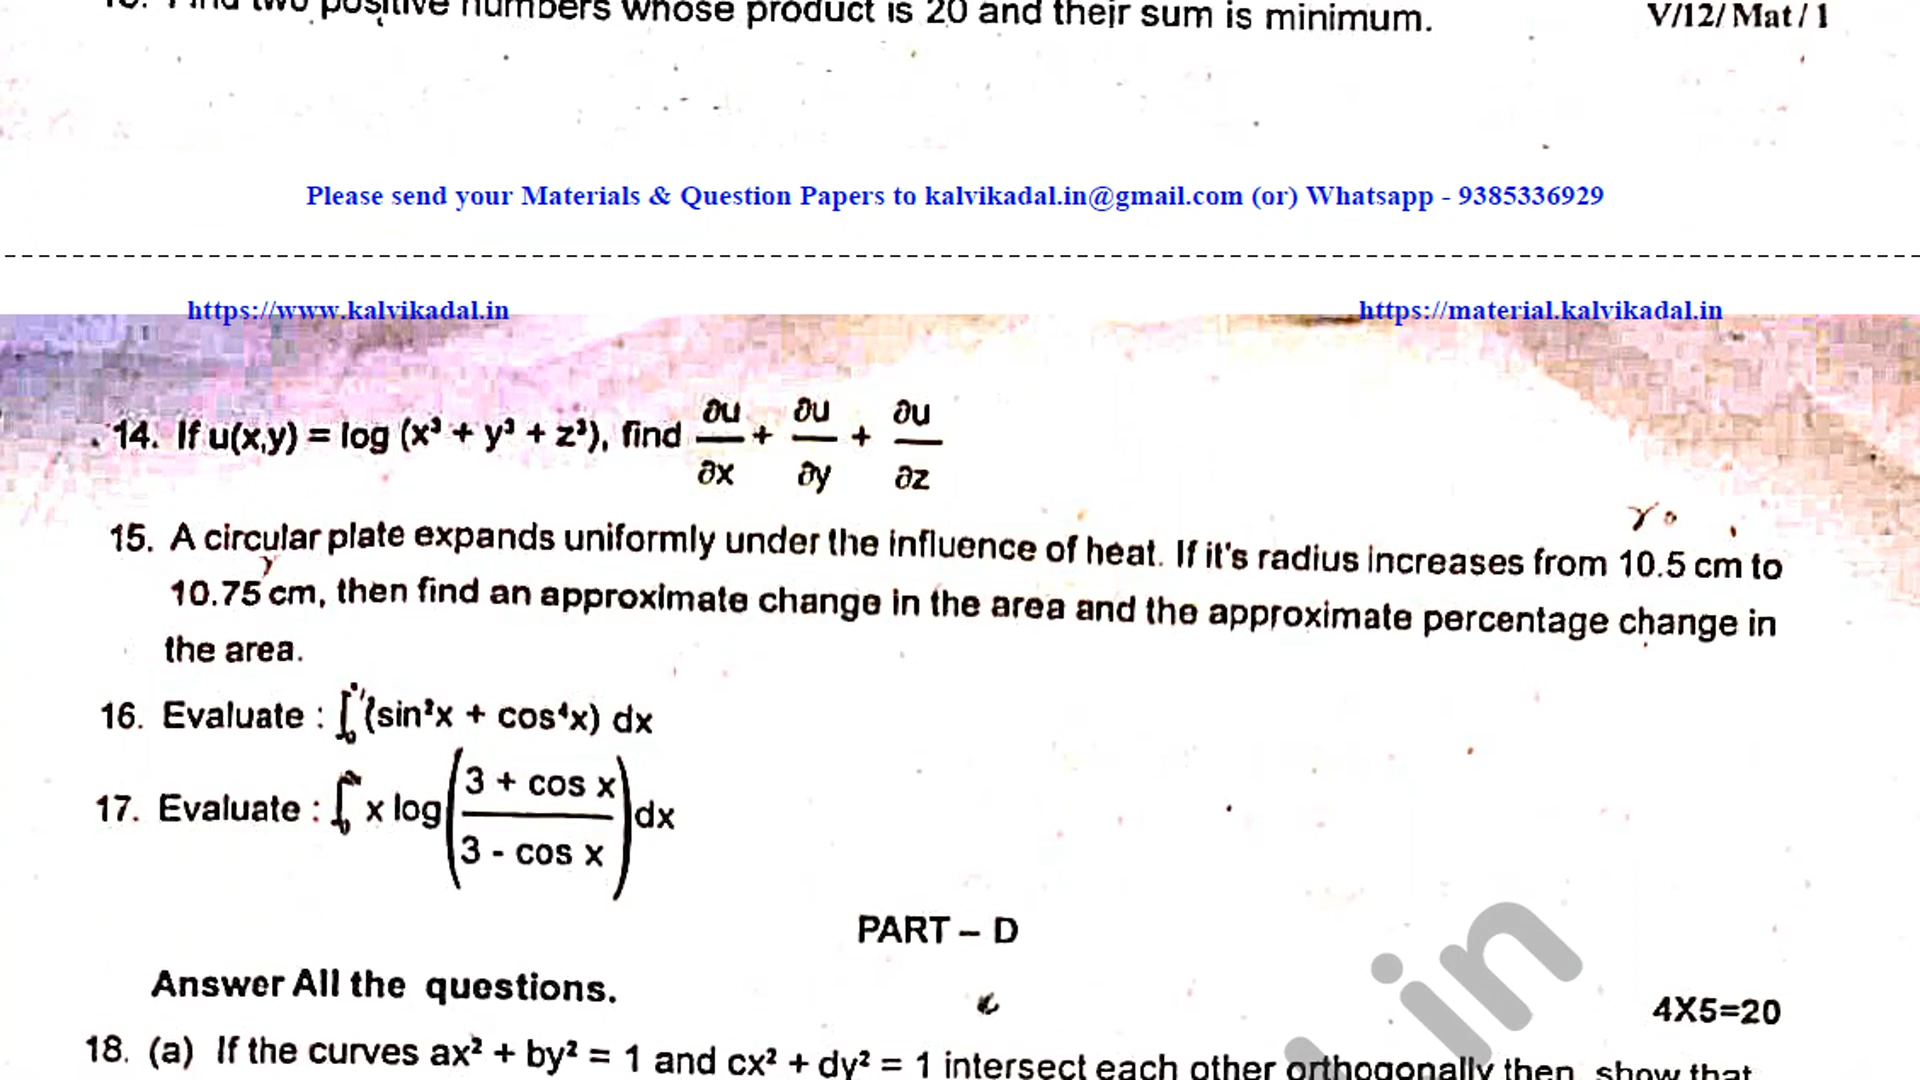 Find two positive numbers whose product is 20 and their sum is minimum.
V/12/ Mat / 1
Please send your Materials & Question Papers to kalvikadal.in@gmail.com (or) Whatsapp - 9385336929
https://www.kalvikadal.in
https://material.kalvikadal.in
14. If u(x,y) = log (x³ + y³ + z³), find ∂u/∂x + ∂u/∂y + ∂u/∂z
15. A circular plate expands uniformly under the influence of heat. If it's radius increases from 10.5 cm to
10.75 cm, then find an approximate change in the area and the approximate percentage change in
the area.
16. Evaluate : ∫₀ (sin²x + cos⁴x) dx
17. Evaluate : ∫₀ x log((3 + cos x)/(3 - cos x)) dx
PART – D
Answer All the questions.
4X5=20
18. (a) If the curves ax² + by² = 1 and cx² + dy² = 1 intersect each other orthogonally then, show that
in